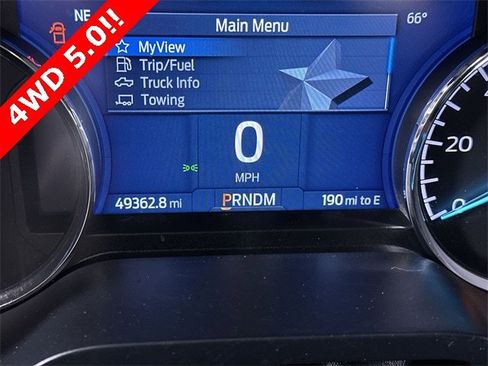 4WD 5.0!!
NE
66°
Main Menu
MyView
Trip/Fuel
Truck Info
Towing
0
MPH
49362.8 mi
PRNDM
190 mi to E
20
0